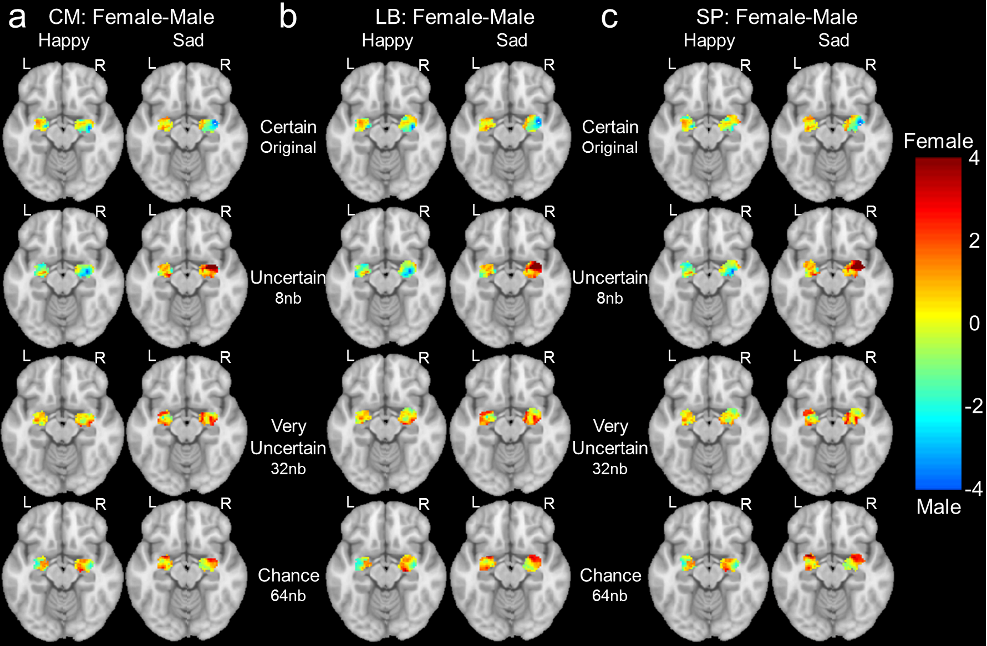 a CM: Female-Male b LB: Female-Male c SP: Female-Male
Happy Sad Happy Sad Happy Sad
L R L R L R L R L R L R
Certain Certain
Original Original
Female
4
L R L R L R L R L R L R
2
Uncertain Uncertain
8nb 8nb
0
L R L R L R L R L R L R
-2
Very Very
Uncertain Uncertain
32nb 32nb
-4
Male
L R L R L R L R L R L R
Chance Chance
64nb 64nb